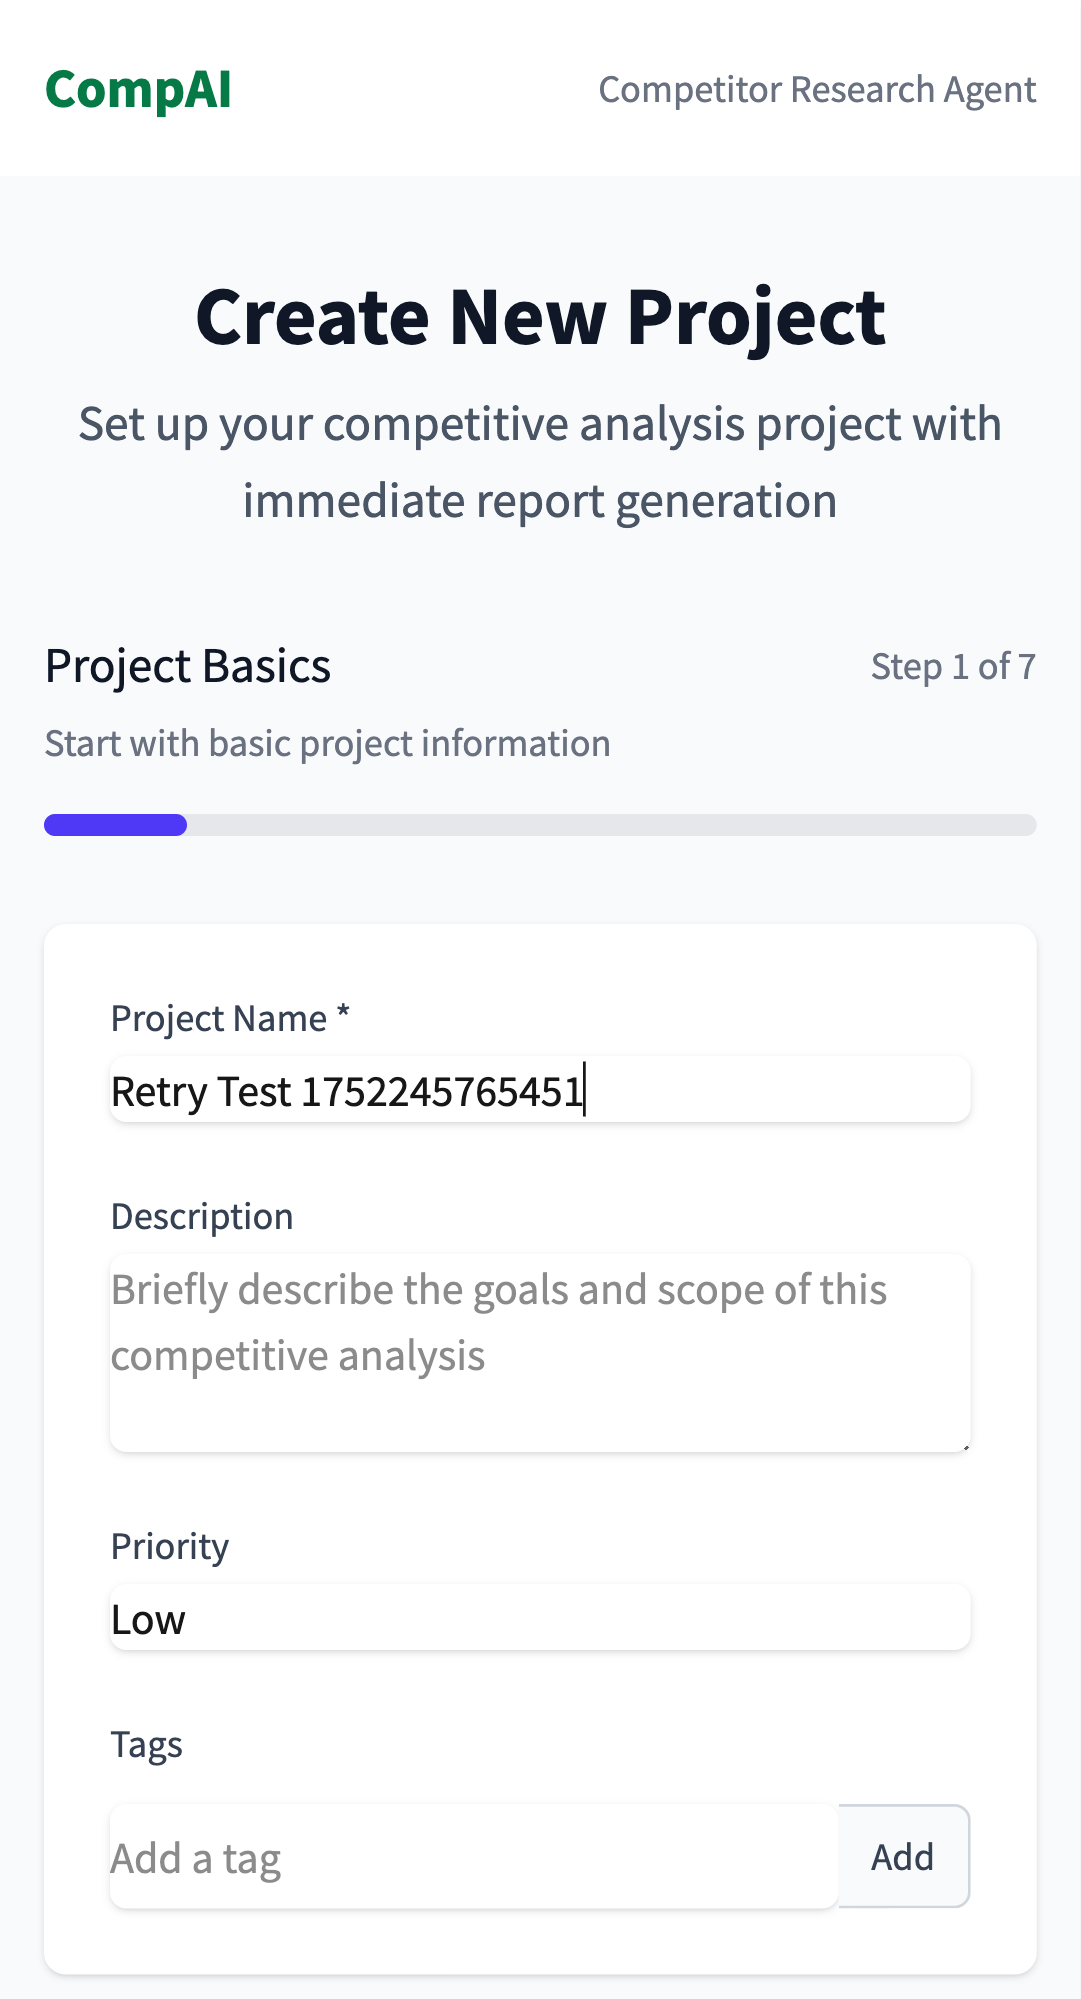 CompAI
Competitor Research Agent
Create New Project
Set up your competitive analysis project with
immediate report generation
Project Basics
Step 1 of 7
Start with basic project information
Project Name *
Retry Test 1752245765451
Description
Briefly describe the goals and scope of this
competitive analysis
Priority
Low
Tags
Add a tag
Add